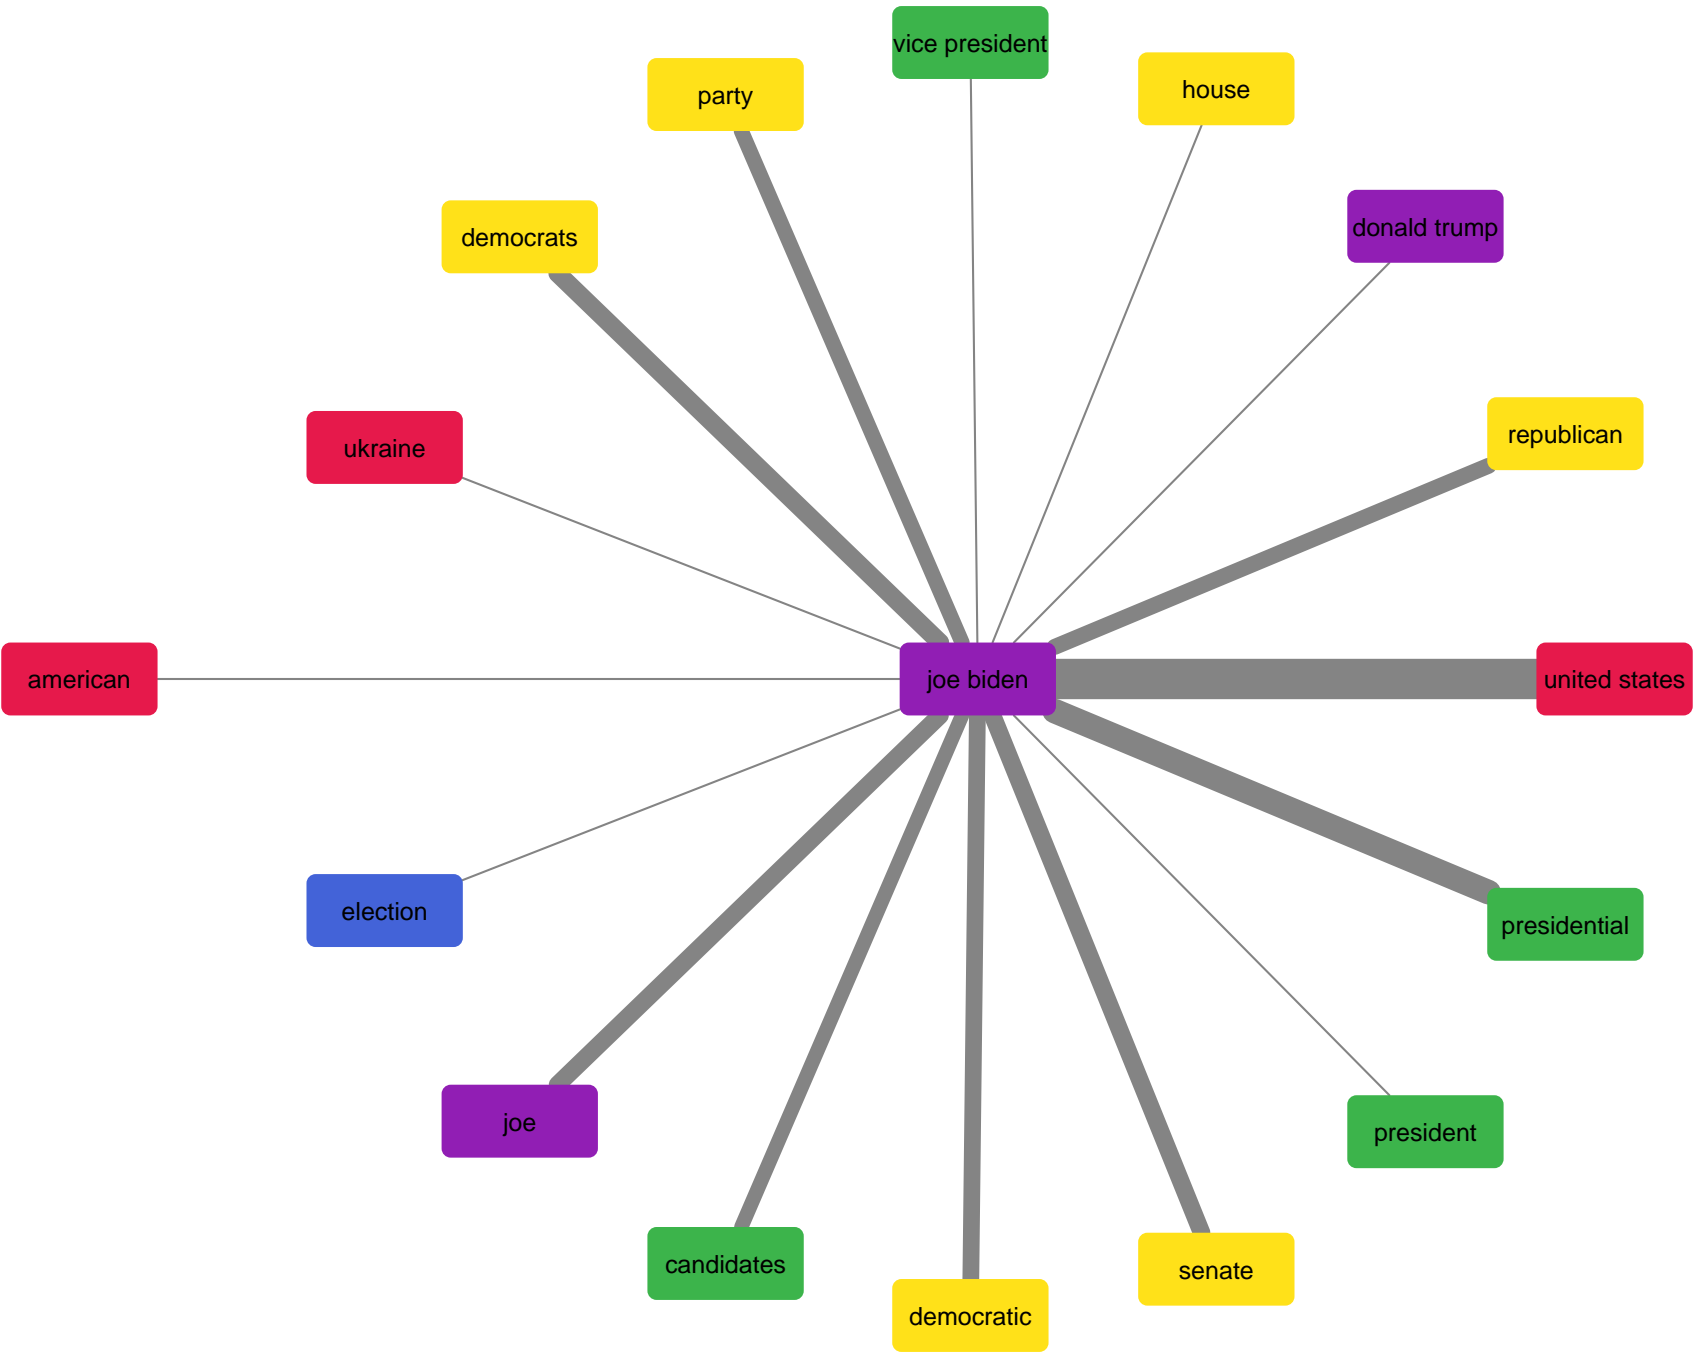 vice president
house
party
donald trump
democrats
republican
ukraine
american
joe biden
united states
election
presidential
joe
president
candidates
senate
democratic